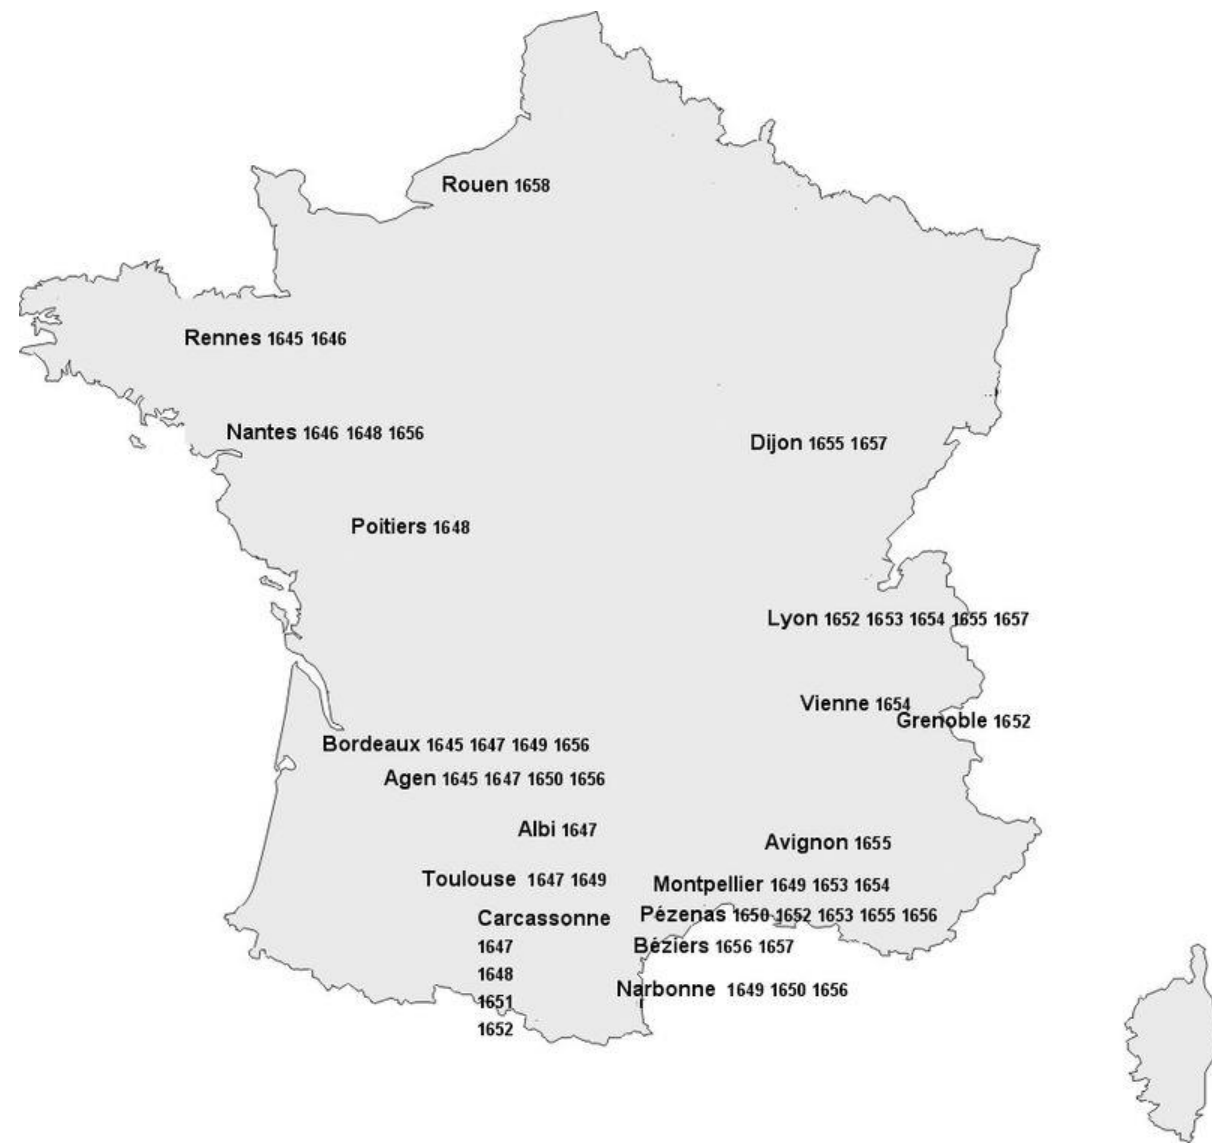 Rouen 1658
Rennes 1645 1646
Nantes 1646 1648 1656
Dijon 1655 1657
Poitiers 1648
Lyon 1652 1653 1654 1655 1657
Vienne 1654
Grenoble 1652
Bordeaux 1645 1647 1649 1656
Agen 1645 1647 1650 1656
Albi 1647
Avignon 1655
Toulouse 1647 1649
Montpellier 1649 1653 1654
Carcassonne
1647
1648
1651
1652
Pézenas 1650 1652 1653 1655 1656
Béziers 1656 1657
Narbonne 1649 1650 1656